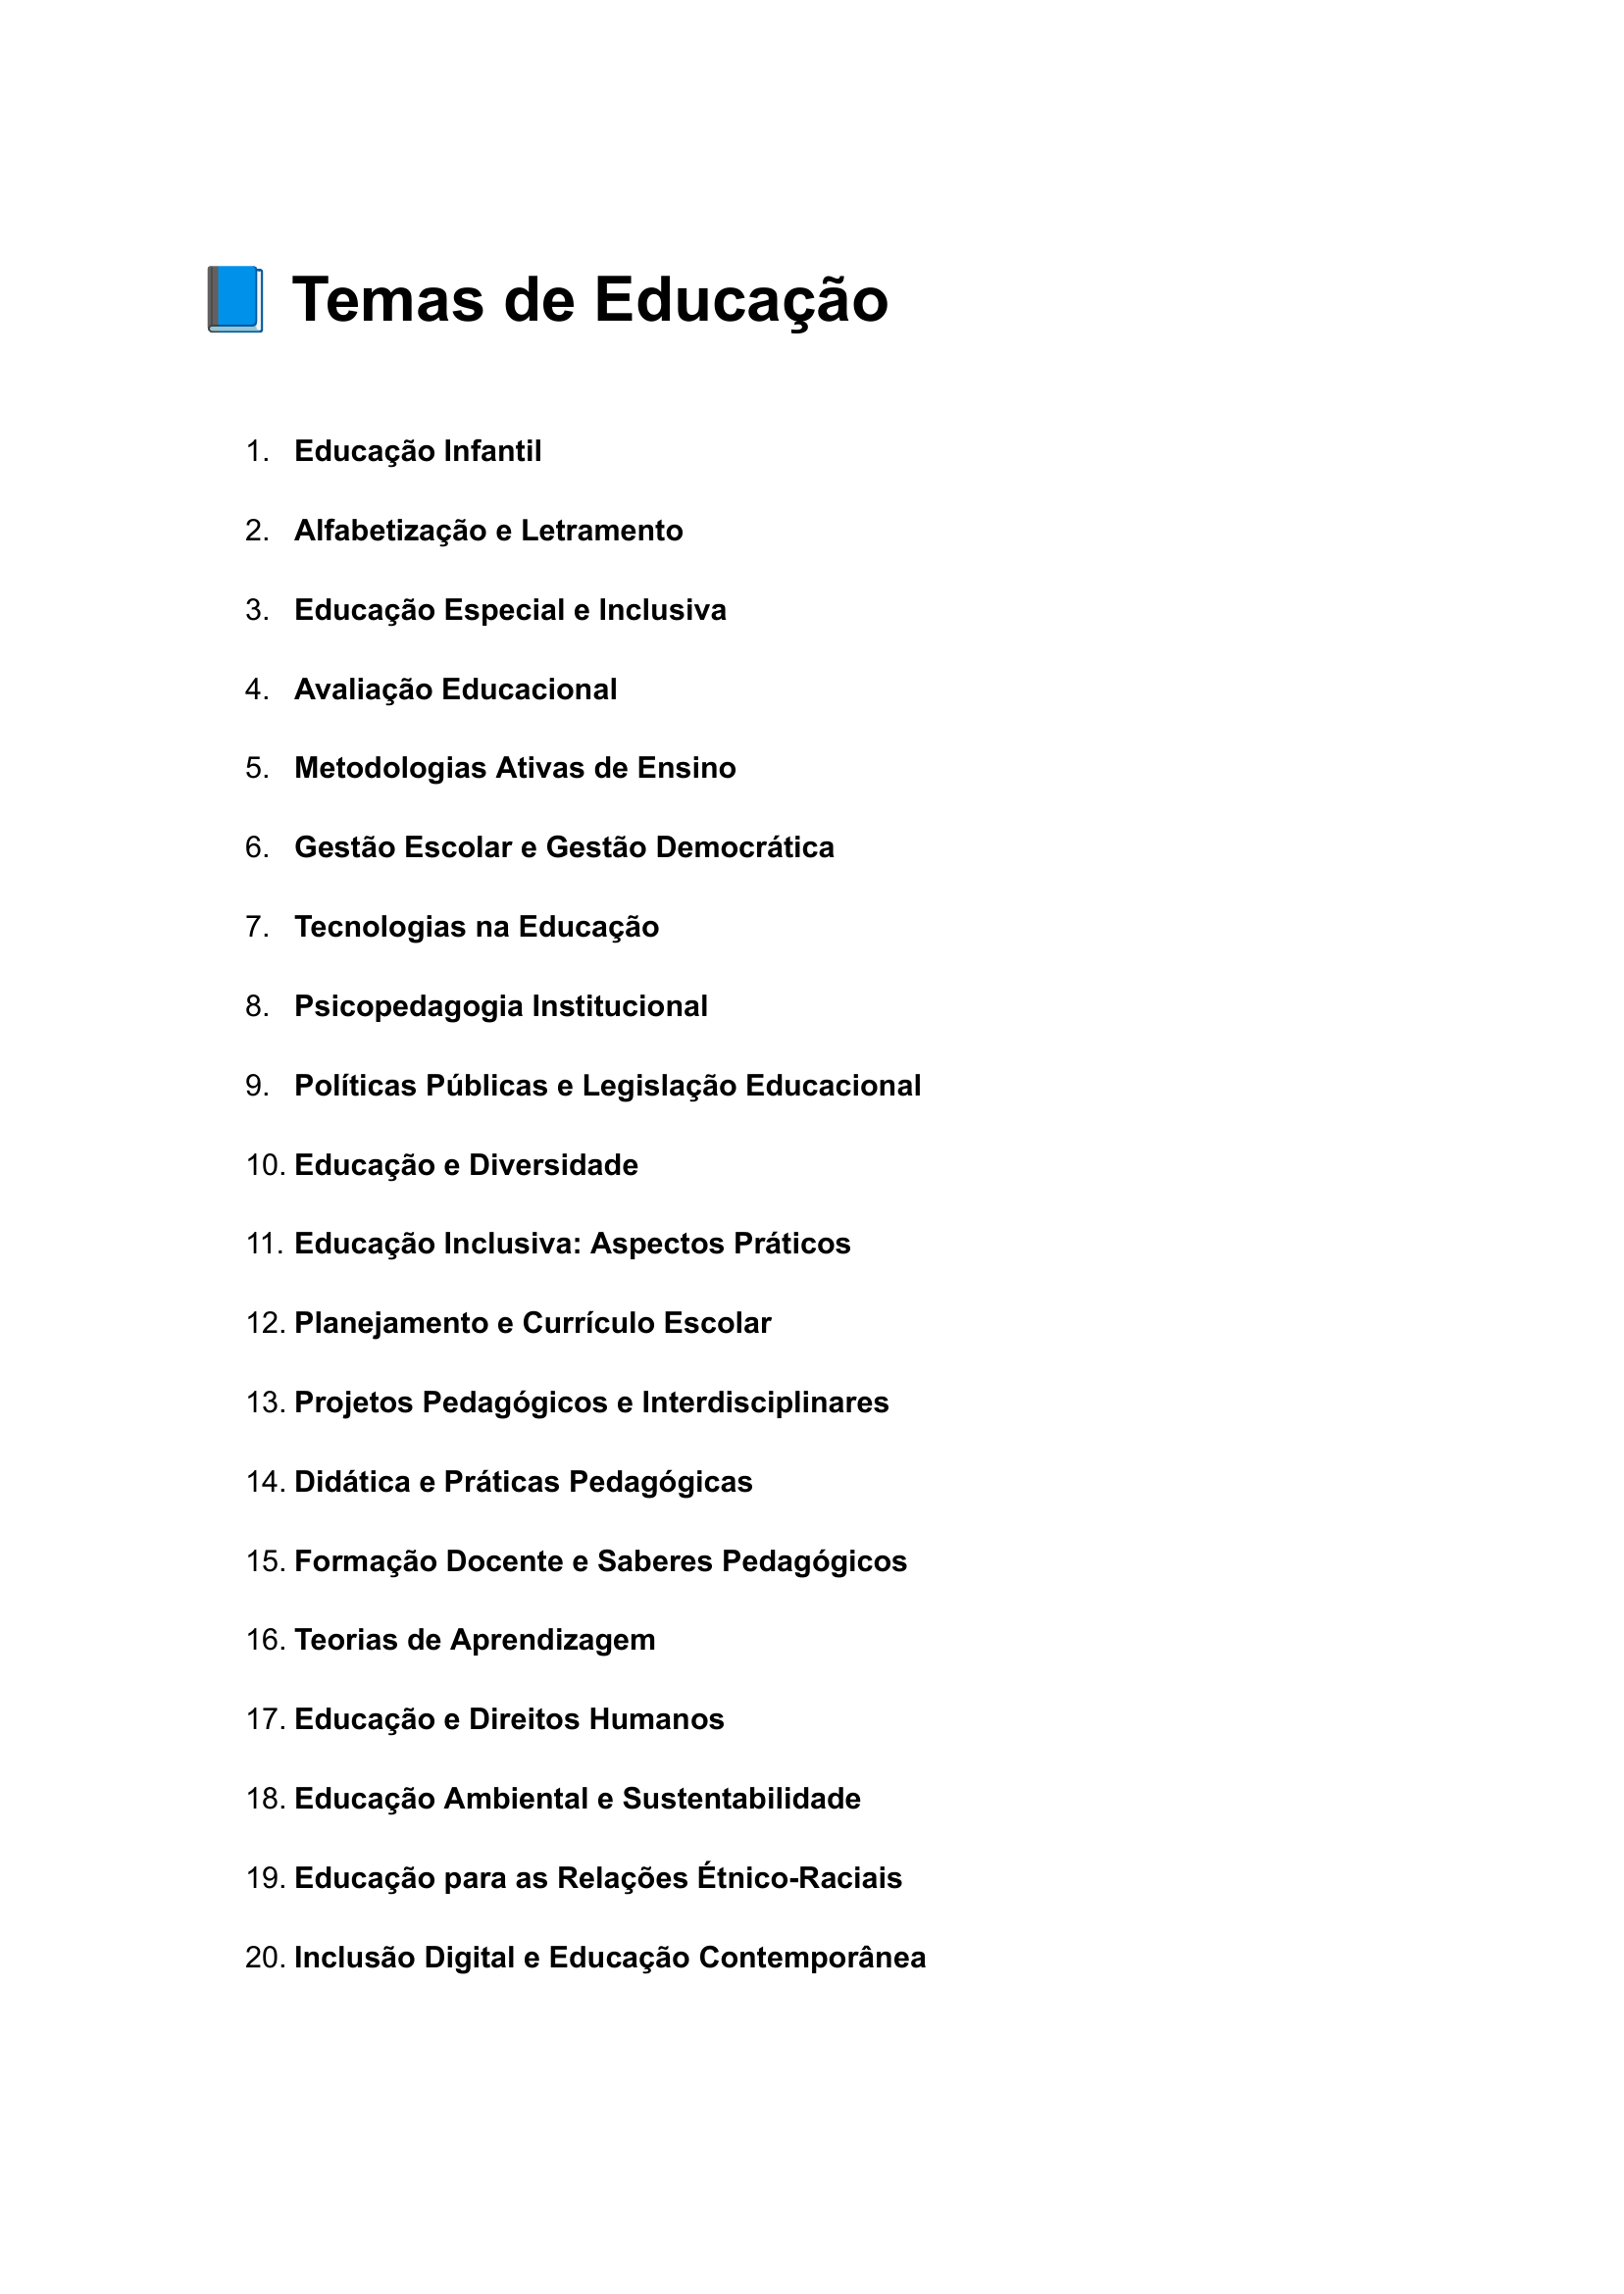 📘 Temas de Educação
1. Educação Infantil
2. Alfabetização e Letramento
3. Educação Especial e Inclusiva
4. Avaliação Educacional
5. Metodologias Ativas de Ensino
6. Gestão Escolar e Gestão Democrática
7. Tecnologias na Educação
8. Psicopedagogia Institucional
9. Políticas Públicas e Legislação Educacional
10. Educação e Diversidade
11. Educação Inclusiva: Aspectos Práticos
12. Planejamento e Currículo Escolar
13. Projetos Pedagógicos e Interdisciplinares
14. Didática e Práticas Pedagógicas
15. Formação Docente e Saberes Pedagógicos
16. Teorias de Aprendizagem
17. Educação e Direitos Humanos
18. Educação Ambiental e Sustentabilidade
19. Educação para as Relações Étnico-Raciais
20. Inclusão Digital e Educação Contemporânea